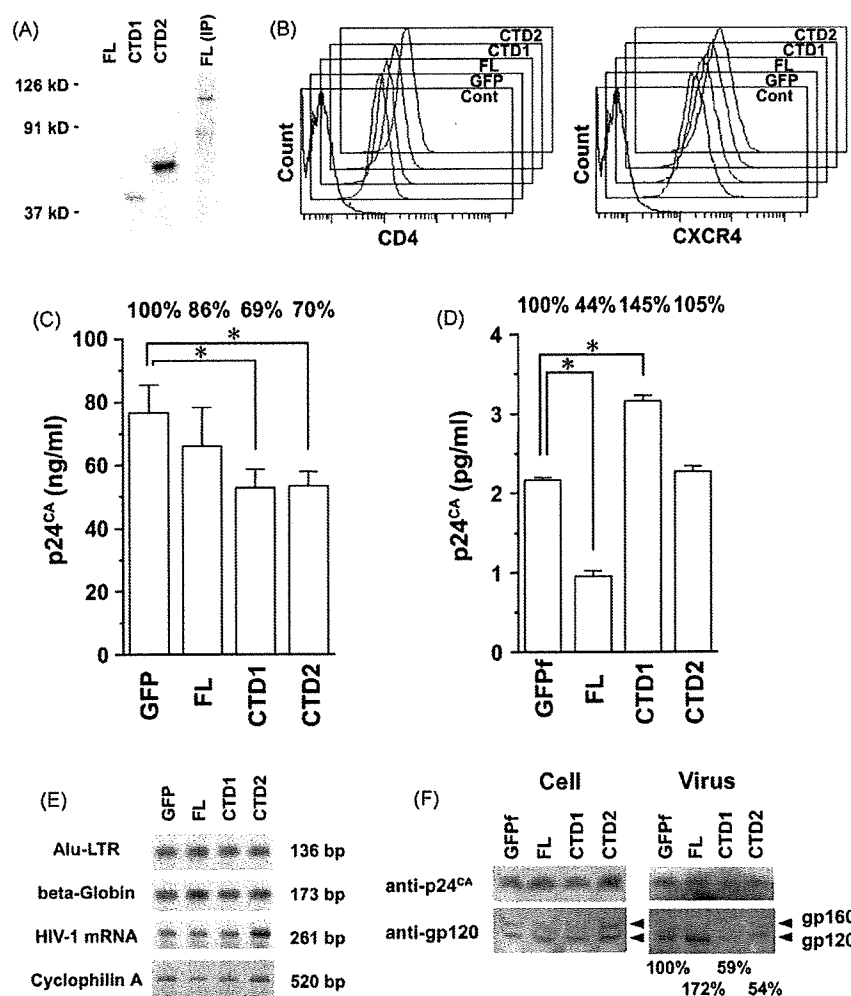 (A)
FL
CTD1
CTD2
FL (IP)
126 kD -
91 kD -
37 kD -
(B)
Count
CTD2
CTD1
FL
GFP
Cont
CD4
Count
CTD2
CTD1
FL
GFP
Cont
CXCR4
(C)
100% 86% 69% 70%
*
*
p24CA (ng/ml)
100
80
60
40
20
0
GFP
FL
CTD1
CTD2
(D)
100% 44% 145% 105%
*
*
p24CA (pg/ml)
4
3
2
1
0
GPFf
FL
CTD1
CTD2
(E)
GFP
FL
CTD1
CTD2
Alu-LTR 136 bp
beta-Globin 173 bp
HIV-1 mRNA 261 bp
Cyclophilin A 520 bp
(F)
Cell
Virus
GFPf
FL
CTD1
CTD2
GFPf
FL
CTD1
CTD2
anti-p24CA
anti-gp120
gp160
gp120
100% 59%
172% 54%